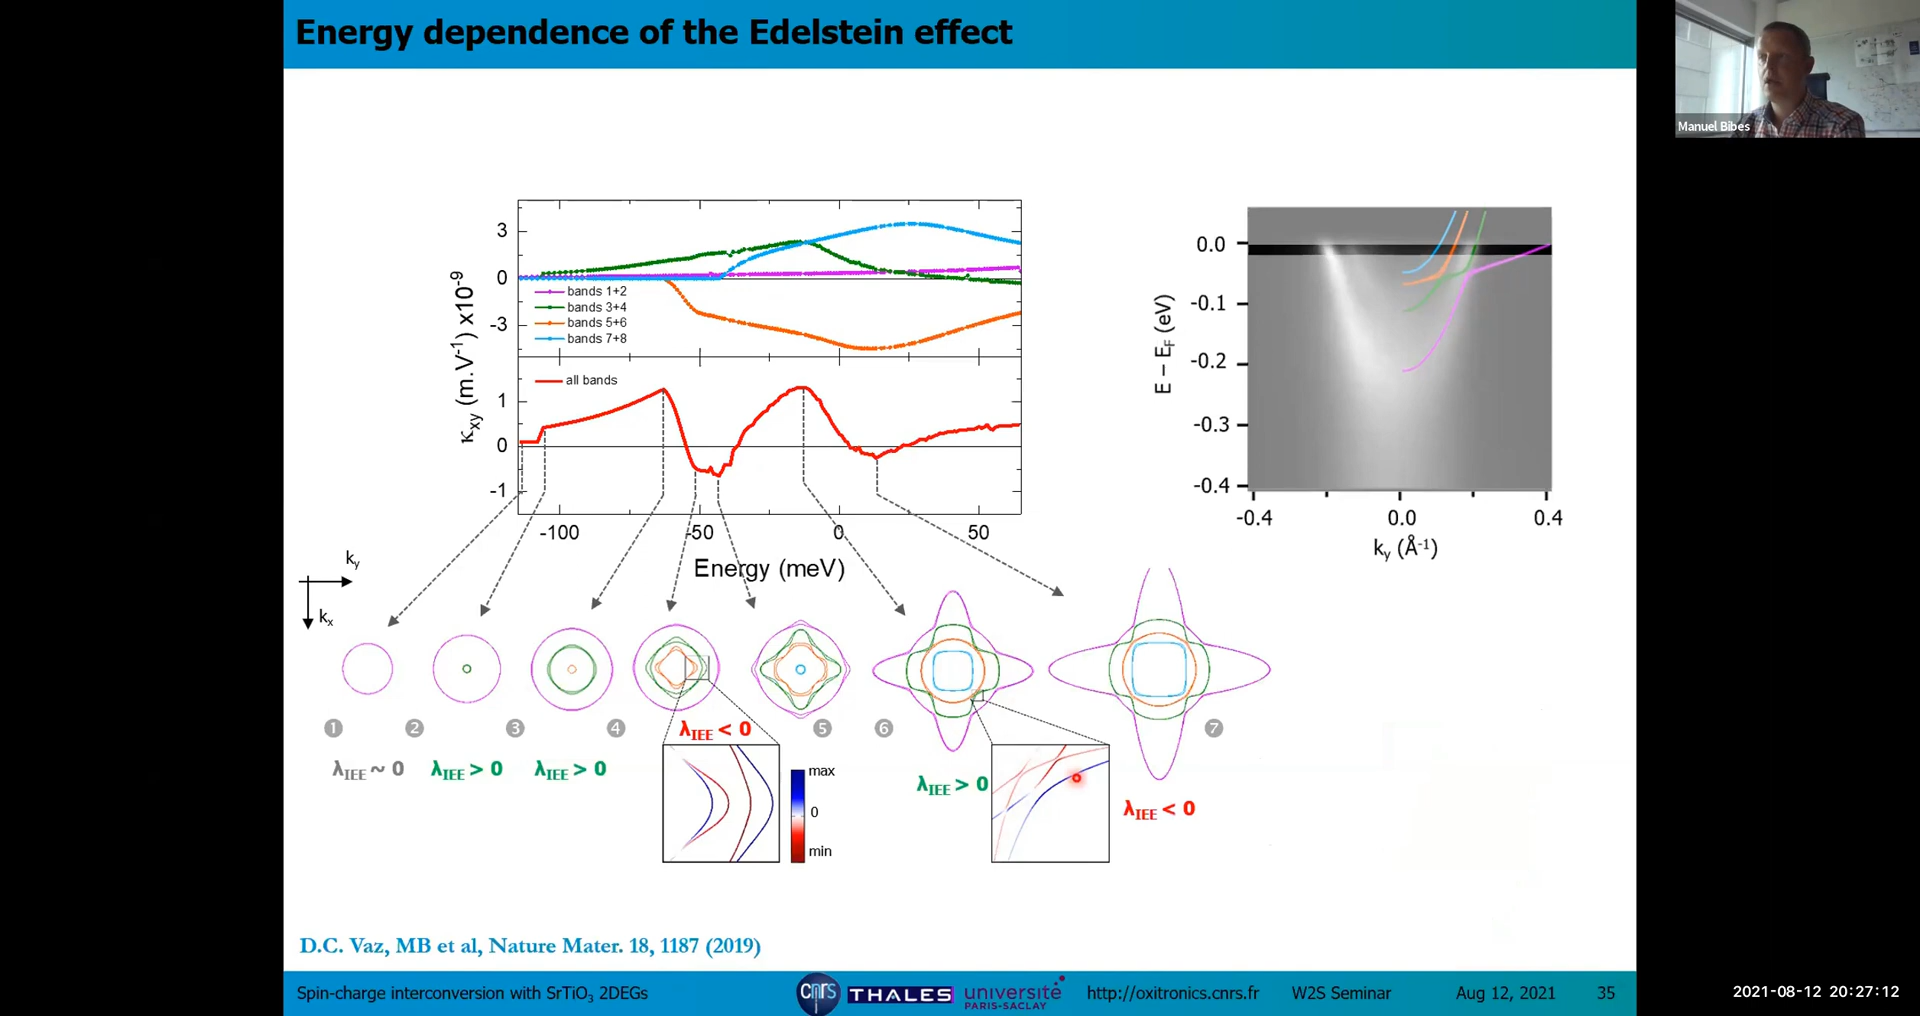 Energy dependence of the Edelstein effect
Manuel Bibes
κxy (m.V-1) x10-9
3
0
-3
bands 1+2
bands 3+4
bands 5+6
bands 7+8
1
0
-1
all bands
-100
-50
0
50
Energy (meV)
E – EF (eV)
0.0
-0.1
-0.2
-0.3
-0.4
-0.4
0.0
0.4
ky (Å-1)
ky
kx
1
2
3
4
5
6
7
λIEE ~ 0
λIEE > 0
λIEE > 0
λIEE < 0
λIEE > 0
λIEE < 0
max
0
min
D.C. Vaz, MB et al, Nature Mater. 18, 1187 (2019)
Spin-charge interconversion with SrTiO3 2DEGs
cnrs
THALES
université
PARIS-SACLAY
http://oxitronics.cnrs.fr
W2S Seminar
Aug 12, 2021
35
2021-08-12 20:27:12